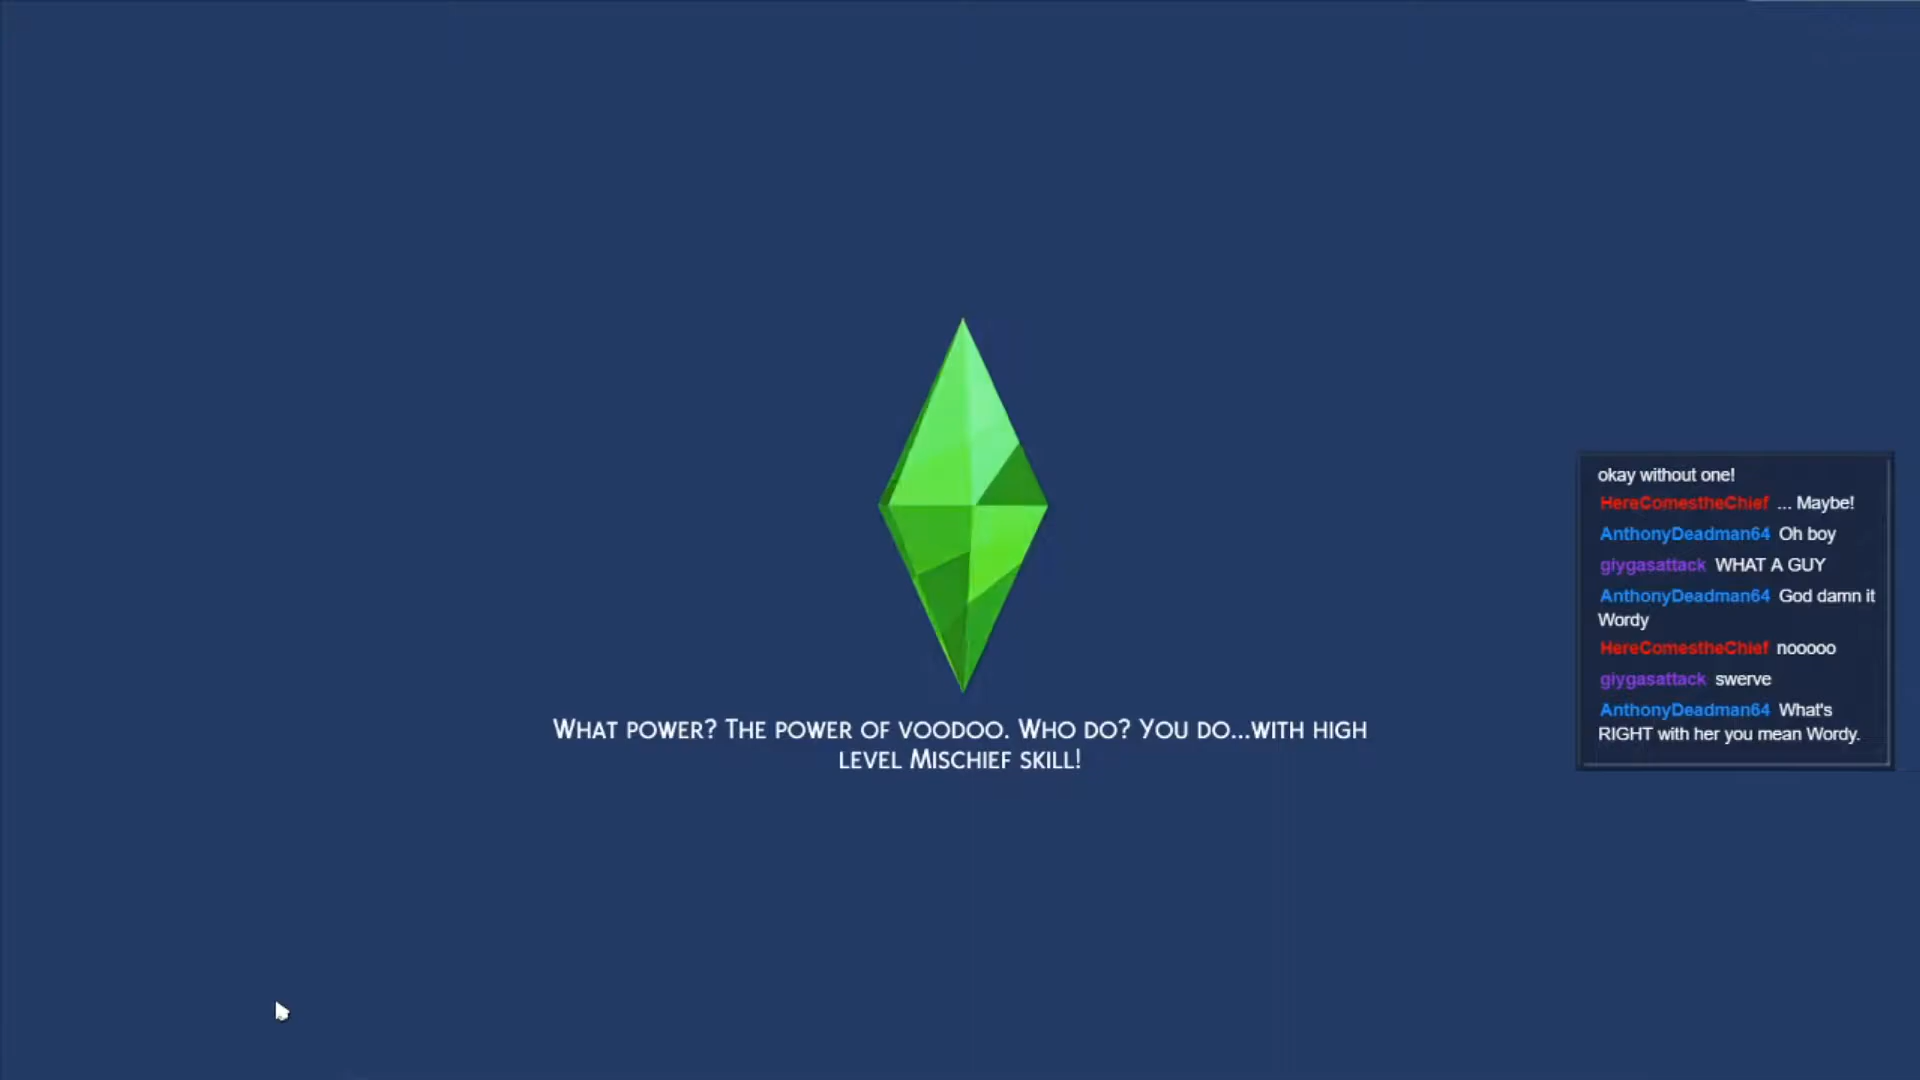 WHAT POWER? THE POWER OF VOODOO. WHO DO? YOU DO...WITH HIGH
LEVEL MISCHIEF SKILL!
okay without one!
HereComestheChief ... Maybe!
AnthonyDeadman64 Oh boy
giygasattack WHAT A GUY
AnthonyDeadman64 God damn it
Wordy
HereComestheChief nooooo
giygasattack swerve
AnthonyDeadman64 What's
RIGHT with her you mean Wordy.